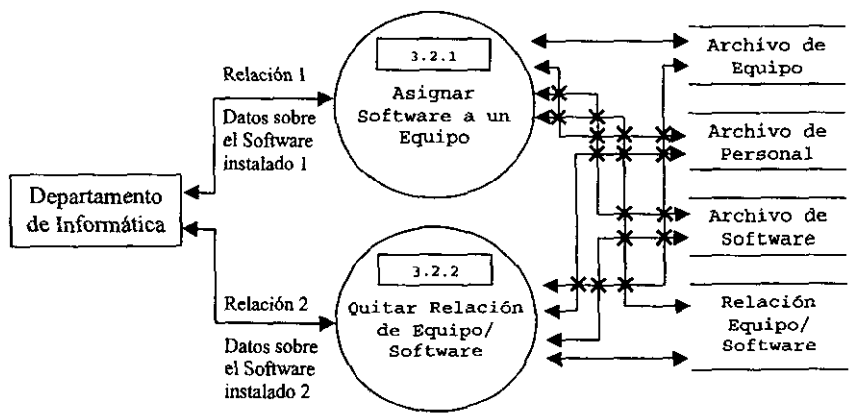 3.2.1
Asignar
Software a un
Equipo
Relación 1
Datos sobre
el Software
instalado 1
Departamento
de Informática
3.2.2
Quitar Relación
de Equipo/
Software
Relación 2
Datos sobre
el Software
instalado 2
Archivo de
Equipo
Archivo de
Personal
Archivo de
Software
Relación
Equipo/
Software